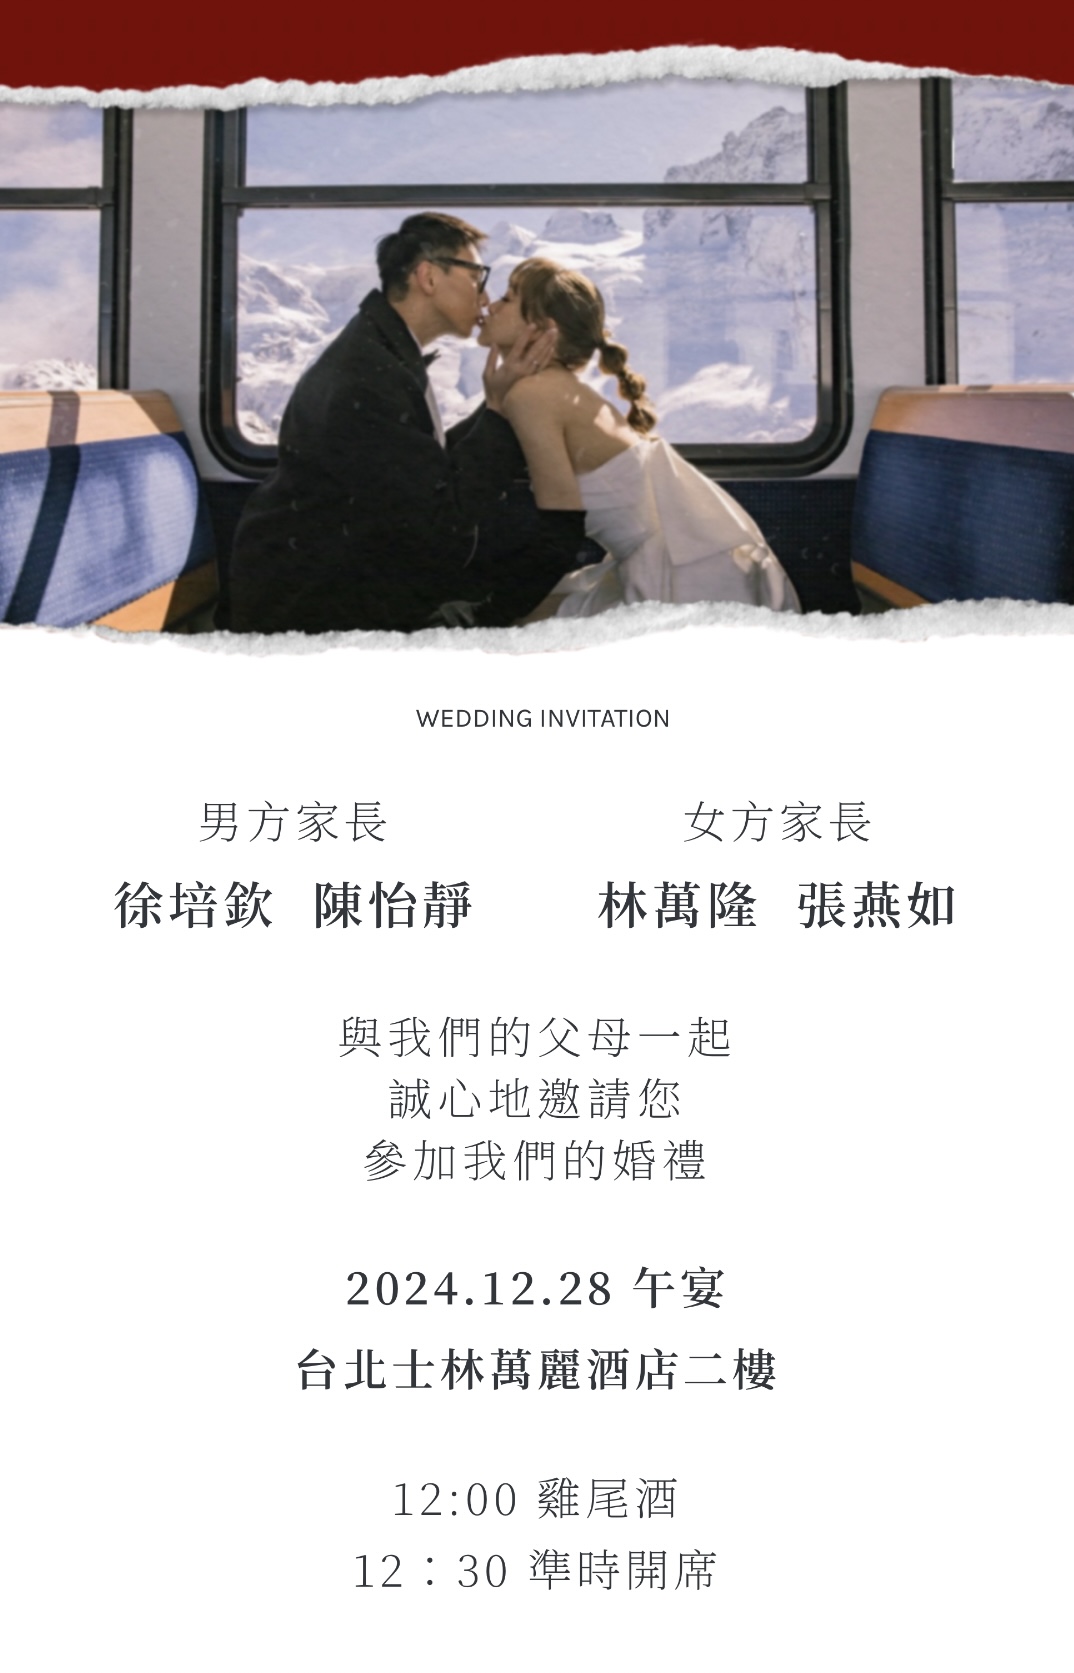 WEDDING INVITATION
男方家長 女方家長
徐培欽 陳怡靜 林萬隆 張燕如
與我們的父母一起
誠心地邀請您
參加我們的婚禮
2024.12.28 午宴
台北士林萬麗酒店二樓
12:00 雞尾酒
12：30 準時開席